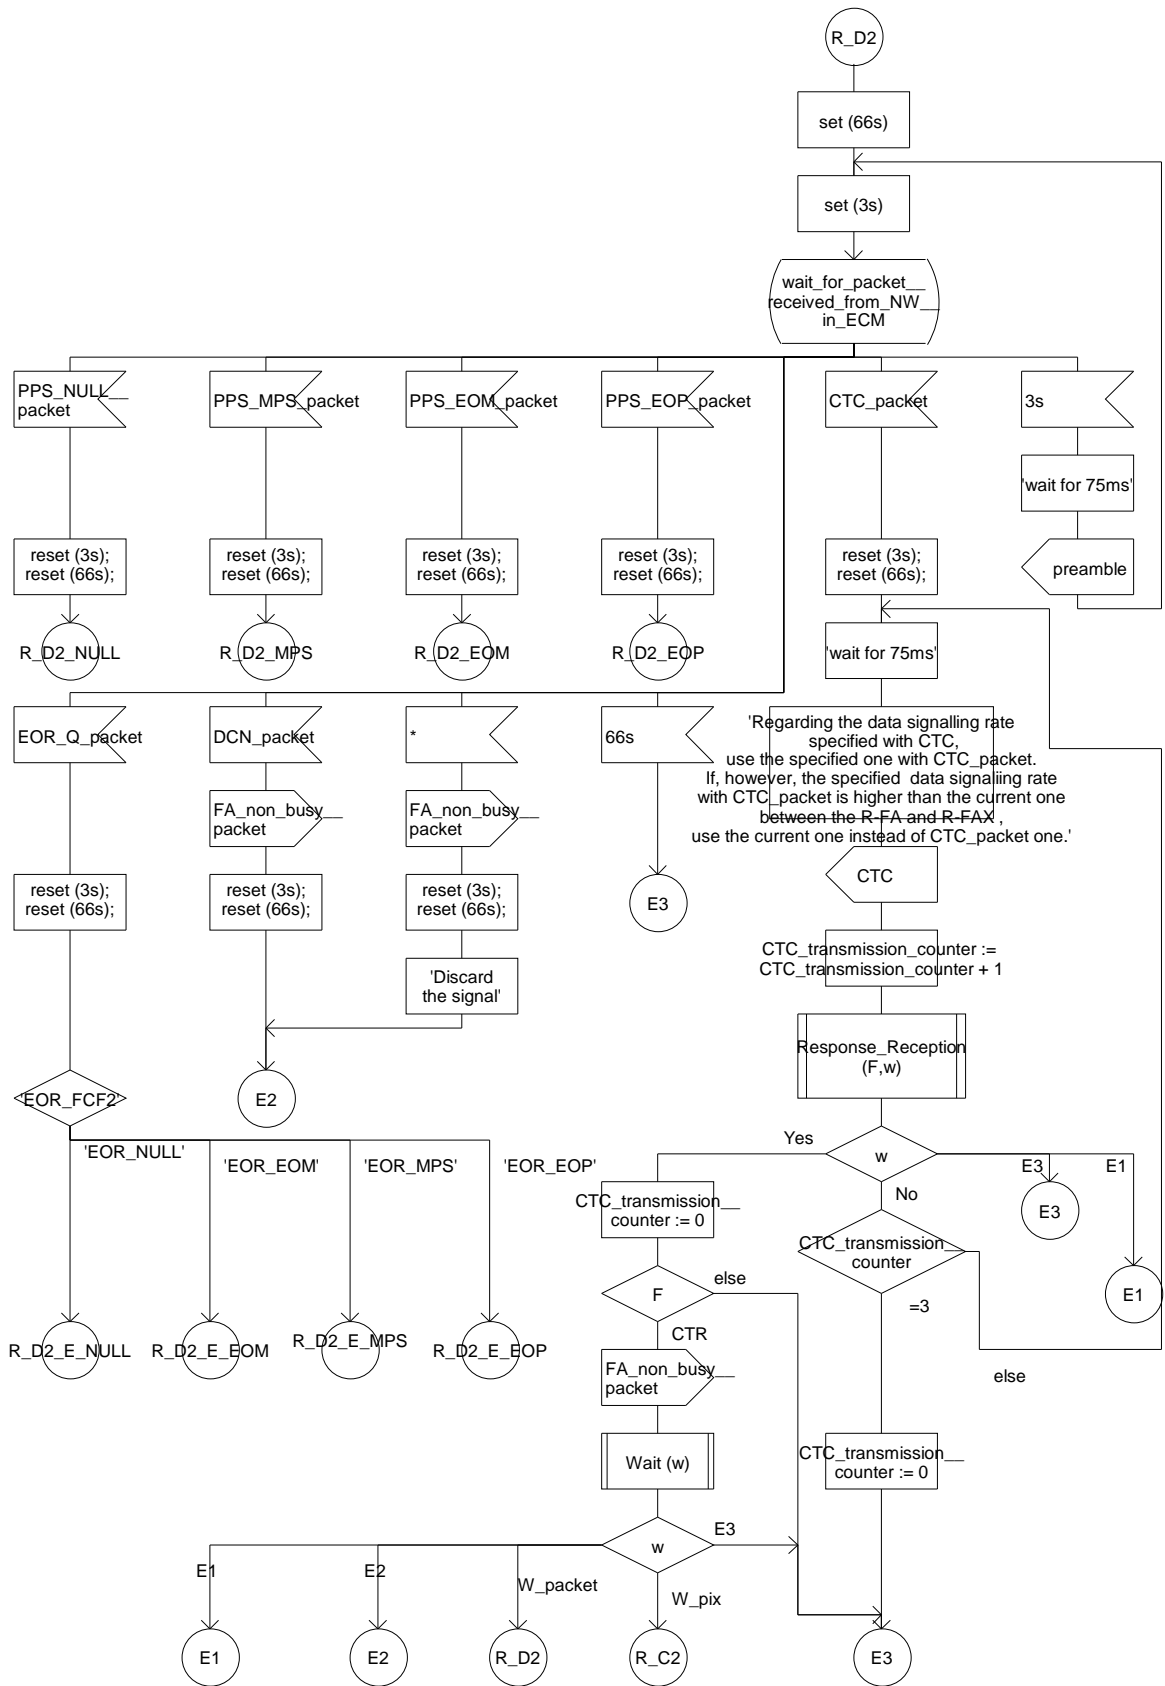 R_D2
set (66s)
set (3s)
wait_for_packet__
received_from_NW__
in_ECM
PPS_NULL__
packet
PPS_MPS_packet
PPS_EOM_packet
PPS_EOP_packet
CTC_packet
3s
'wait for 75ms'
preamble
reset (3s);
reset (66s);
reset (3s);
reset (66s);
reset (3s);
reset (66s);
reset (3s);
reset (66s);
reset (3s);
reset (66s);
R_D2_NULL
R_D2_MPS
R_D2_EOM
R_D2_EOP
'wait for 75ms'
EOR_Q_packet
DCN_packet
*
66s
'Regarding the data signalling rate
specified with CTC,
use the specified one with CTC_packet.
If, however, the specified data signaliing rate
with CTC_packet is higher than the current one
between the R-FA and R-FAX ,
use the current one instead of CTC_packet one.'
FA_non_busy__
packet
FA_non_busy__
packet
reset (3s);
reset (66s);
reset (3s);
reset (66s);
reset (3s);
reset (66s);
E3
CTC
CTC_transmission_counter :=
CTC_transmission_counter + 1
'Discard
the signal'
Response_Reception
(F,w)
'EOR_FCF2'
E2
'EOR_NULL'
'EOR_EOM'
'EOR_MPS'
'EOR_EOP'
Yes
w
E3
E1
No
CTC_transmission__
counter := 0
E3
CTC_transmission__
counter
else
F
=3
E1
CTR
R_D2_E_NULL
R_D2_E_EOM
R_D2_E_MPS
R_D2_E_EOP
FA_non_busy__
packet
else
Wait (w)
CTC_transmission__
counter := 0
E3
w
E1
E2
W_packet
W_pix
E1
E2
R_D2
R_C2
E3